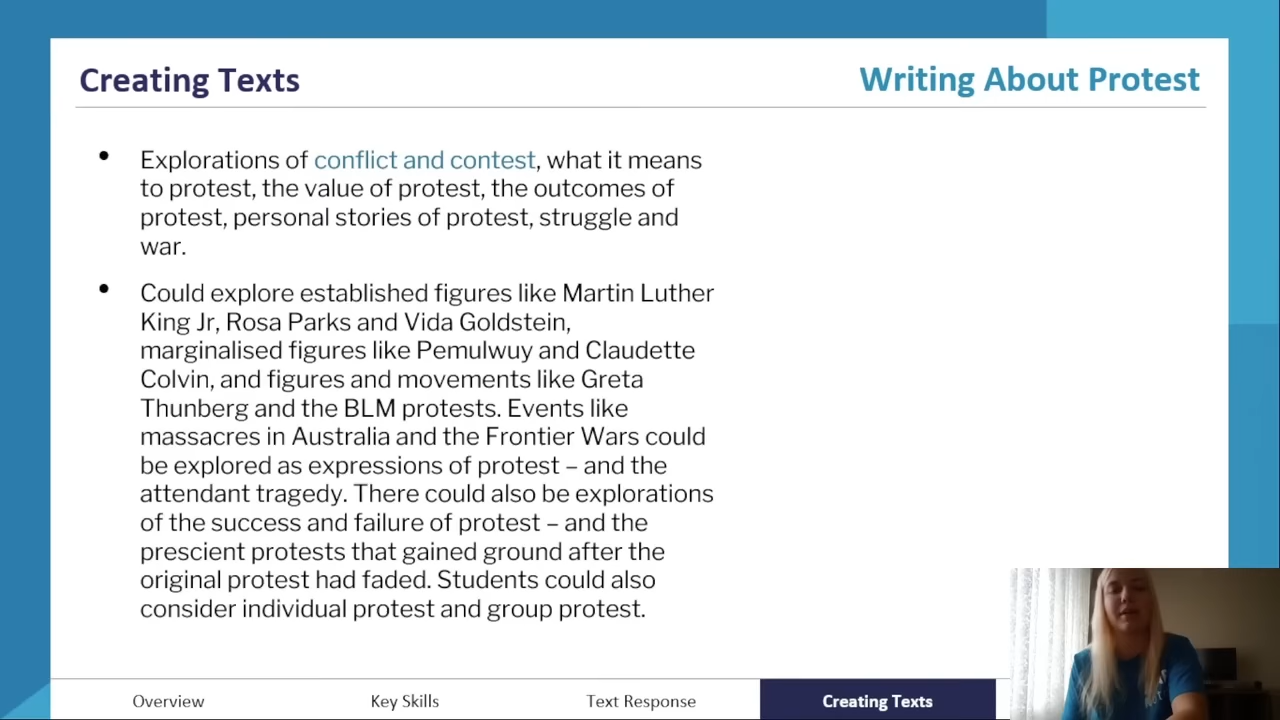 Creating Texts
Writing About Protest
• Explorations of conflict and contest, what it means
to protest, the value of protest, the outcomes of
protest, personal stories of protest, struggle and
war.
• Could explore established figures like Martin Luther
King Jr, Rosa Parks and Vida Goldstein,
marginalised figures like Pemulwuy and Claudette
Colvin, and figures and movements like Greta
Thunberg and the BLM protests. Events like
massacres in Australia and the Frontier Wars could
be explored as expressions of protest – and the
attendant tragedy. There could also be explorations
of the success and failure of protest – and the
prescient protests that gained ground after the
original protest had faded. Students could also
consider individual protest and group protest.
Overview
Key Skills
Text Response
Creating Texts